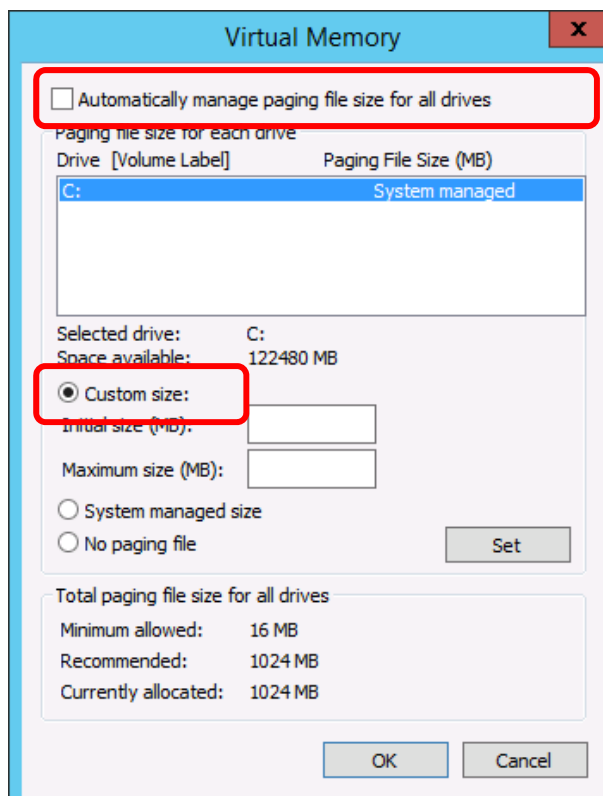 Virtual Memory
x
Automatically manage paging file size for all drives
Paging file size for each drive
Drive [Volume Label] Paging File Size (MB)
C: System managed
Selected drive: C:
Space available: 122480 MB
Custom size:
Initial size (MB):
Maximum size (MB):
System managed size
No paging file
Set
Total paging file size for all drives
Minimum allowed: 16 MB
Recommended: 1024 MB
Currently allocated: 1024 MB
OK Cancel